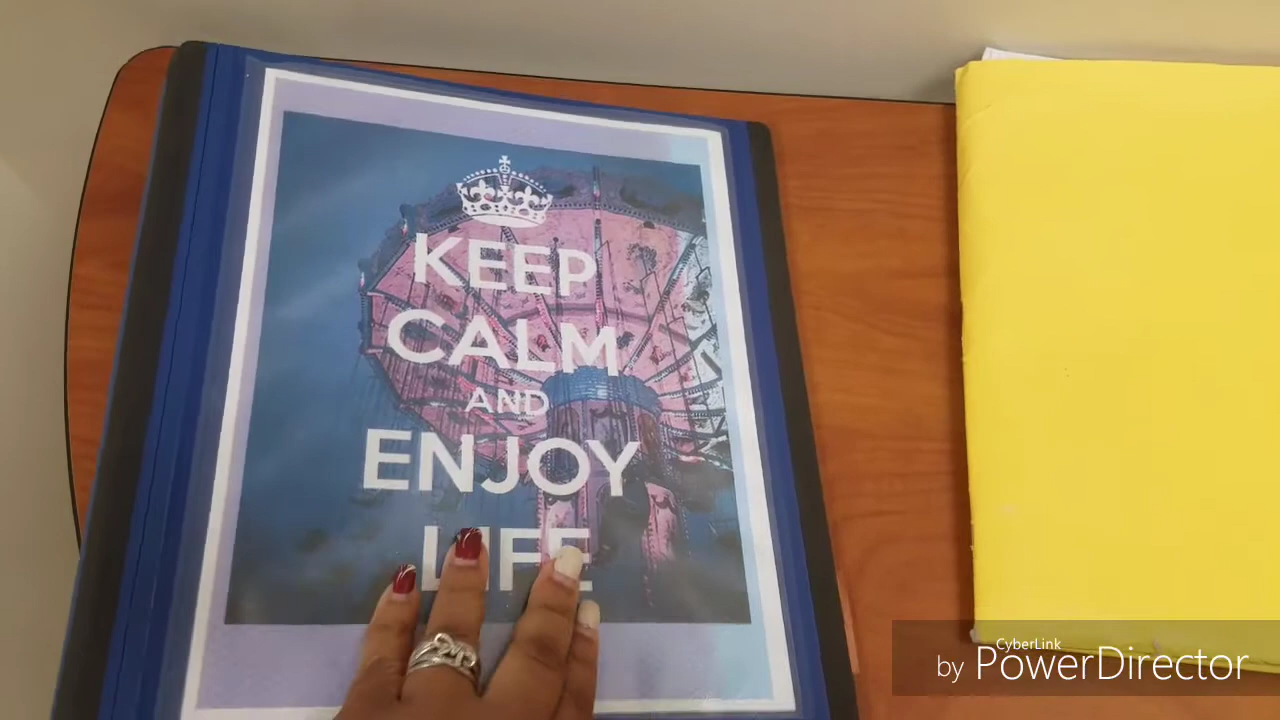 KEEP
CALM
AND
ENJOY
LIFE
CyberLink
by PowerDirector